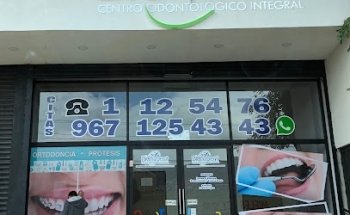 CENTRO ODONTOLOGICO INTEGRAL
CITAS
1 12 54 76
967 125 43 43
ORTODONCIA - PROTESIS